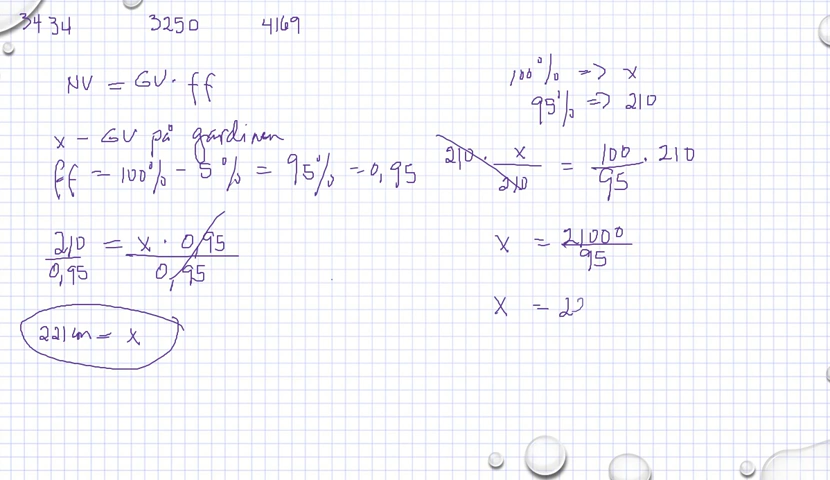 3434 3250 4169
NV = GV · ff
x - GV på gardinen
ff = 100% - 5% = 95% = 0,95
210/0,95 = x · 0,95/0,95
221 cm = x
100% => x
95% => 210
210 · x/210 = 100/95 · 210
x = 21000/95
x = 22